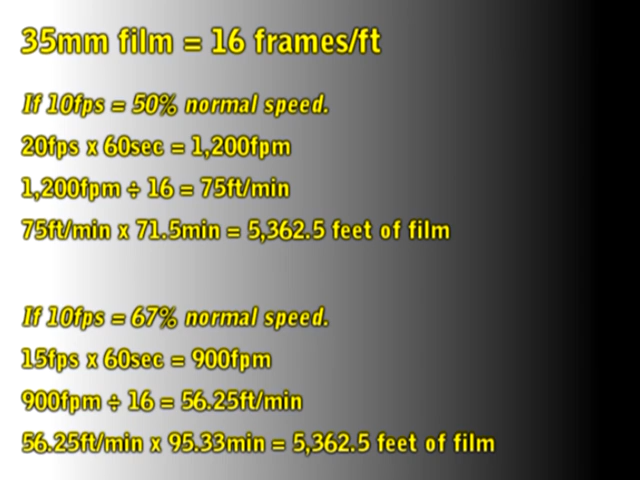 35mm film = 16 frames/ft
If 10fps = 50% normal speed.
20fps x 60sec = 1,200fpm
1,200fpm ÷ 16 = 75ft/min
75ft/min x 71.5min = 5,362.5 feet of film
If 10fps = 67% normal speed.
15fps x 60sec = 900fpm
900fpm ÷ 16 = 56.25ft/min
56.25ft/min x 95.33min = 5,362.5 feet of film